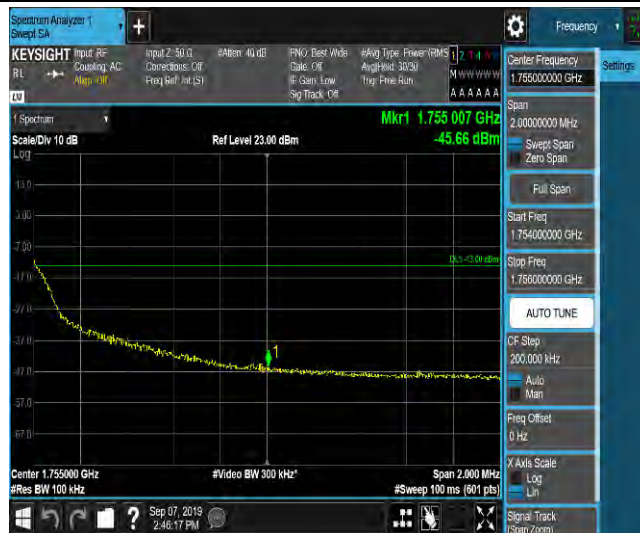 Spectrum Analyzer 1
Swept SA
+
Frequency
KEYSIGHT
RL
Input: RF
Coupling: AC
Align: Off
Input Z: 50 Ω
Corrections: Off
Freq Ref: Int (S)
#Atten: 40 dB
PNO: Best Wide
Gate: Off
IF Gain: Low
Sig Track: Off
#Avg Type: Power (RMS
Avg|Hold: 30/30
Trig: Free Run
1 2
M W W W W W
A A A A A A
1 Spectrum
Scale/Div 10 dB
Ref Level 23.00 dBm
Mkr1 1.755 007 GHz
-45.66 dBm
Log
13.0
3.00
-7.00
DL1 -13.00 dBm
-17.0
-27.0
-37.0
-47.0
-57.0
-67.0
1
Center 1.755000 GHz
#Res BW 100 kHz
#Video BW 300 kHz*
Span 2.000 MHz
#Sweep 100 ms (601 pts)
Center Frequency
1.755000000 GHz
Settings
Span
2.00000000 MHz
Swept Span
Zero Span
Full Span
Start Freq
1.754000000 GHz
Stop Freq
1.756000000 GHz
AUTO TUNE
CF Step
200.000 kHz
Auto
Man
Freq Offset
0 Hz
X Axis Scale
Log
Lin
Signal Track
(Span Zoom)
?
Sep 07, 2019
2:46:17 PM